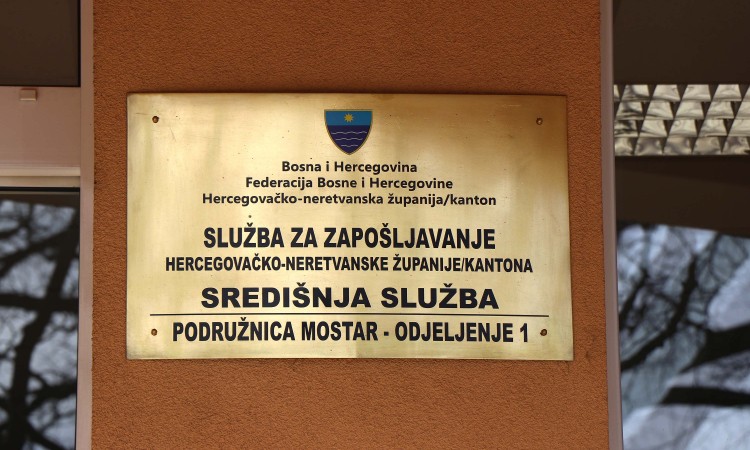 Bosna i Hercegovina
Federacija Bosne i Hercegovine
Hercegovačko-neretvanska županija/kanton
SLUŽBA ZA ZAPOŠLJAVANJE
HERCEGOVAČKO-NERETVANSKE ŽUPANIJE/KANTONA
SREDIŠNJA SLUŽBA
PODRUŽNICA MOSTAR - ODJELJENJE 1